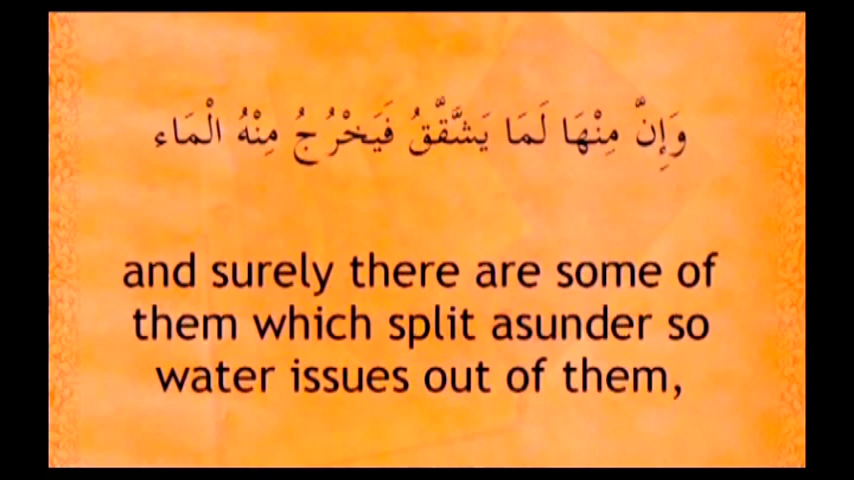 وَإِنَّ مِنْهَا لَمَا يَشَّقَّقُ فَيَخْرُجُ مِنْهُ الْمَاء
and surely there are some of
them which split asunder so
water issues out of them,